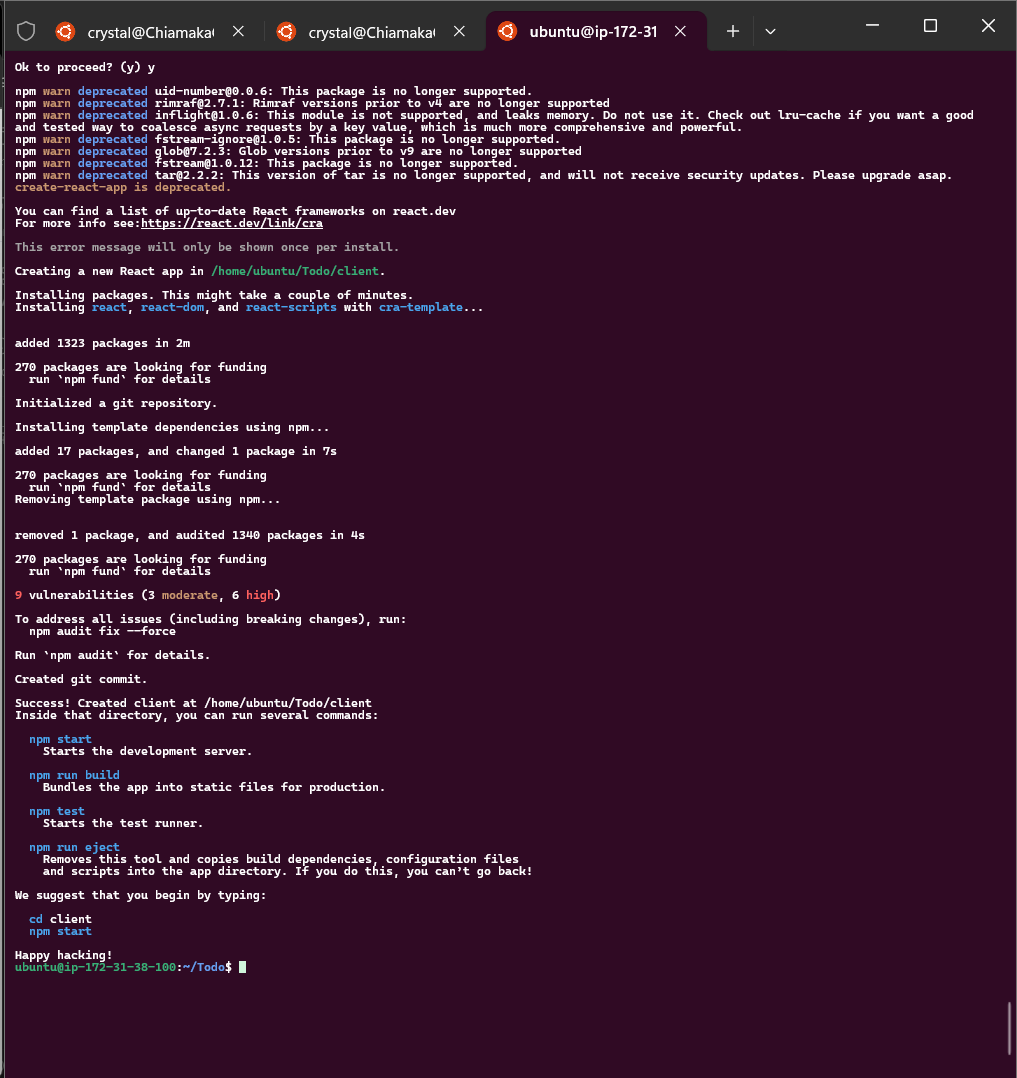 crystal@Chiamaka
crystal@Chiamaka
ubuntu@ip-172-31
Ok to proceed? (y) y
npm warn deprecated uid-number@0.0.6: This package is no longer supported.
npm warn deprecated rimraf@2.7.1: Rimraf versions prior to v4 are no longer supported
npm warn deprecated inflight@1.0.6: This module is not supported, and leaks memory. Do not use it. Check out lru-cache if you want a good
and tested way to coalesce async requests by a key value, which is much more comprehensive and powerful.
npm warn deprecated fstream-ignore@1.0.5: This package is no longer supported.
npm warn deprecated glob@7.2.3: Glob versions prior to v9 are no longer supported
npm warn deprecated fstream@1.0.12: This package is no longer supported.
npm warn deprecated tar@2.2.2: This version of tar is no longer supported, and will not receive security updates. Please upgrade asap.
create-react-app is deprecated.
You can find a list of up-to-date React frameworks on react.dev
For more info see:https://react.dev/link/cra
This error message will only be shown once per install.
Creating a new React app in /home/ubuntu/Todo/client.
Installing packages. This might take a couple of minutes.
Installing react, react-dom, and react-scripts with cra-template...
added 1323 packages in 2m
270 packages are looking for funding
run `npm fund` for details
Initialized a git repository.
Installing template dependencies using npm...
added 17 packages, and changed 1 package in 7s
270 packages are looking for funding
run `npm fund` for details
Removing template package using npm...
removed 1 package, and audited 1340 packages in 4s
270 packages are looking for funding
run `npm fund` for details
9 vulnerabilities (3 moderate, 6 high)
To address all issues (including breaking changes), run:
npm audit fix --force
Run `npm audit` for details.
Created git commit.
Success! Created client at /home/ubuntu/Todo/client
Inside that directory, you can run several commands:
npm start
Starts the development server.
npm run build
Bundles the app into static files for production.
npm test
Starts the test runner.
npm run eject
Removes this tool and copies build dependencies, configuration files
and scripts into the app directory. If you do this, you can't go back!
We suggest that you begin by typing:
cd client
npm start
Happy hacking!
ubuntu@ip-172-31-38-100:~/Todo$